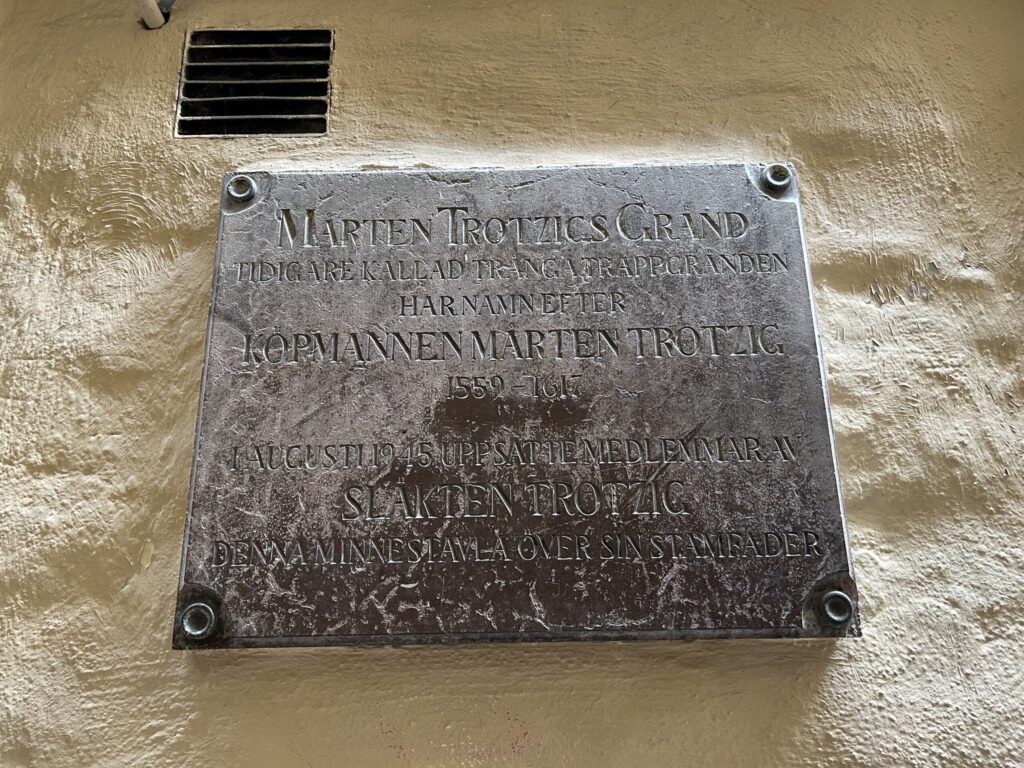 MÅRTEN TROTZIGS GRÄND
TIDIGARE KALLAD TRÅNGA TRAPPGRÄNDEN
HAR NAMN EFTER
KÖPMANNEN MÅRTEN TROTZIG
1559-1617
I AUGUSTI 1945 UPPSATTE MEDLEMMAR AV
SLÄKTEN TROTZIG
DENNA MINNESTAVLA ÖVER SIN STAMFADER